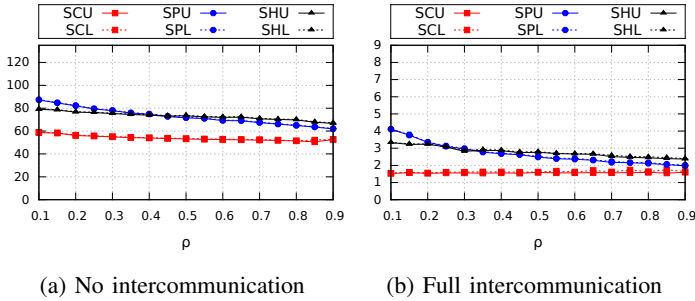 SCU SPU SHU
SCL SPL SHL
120
100
80
60
40
20
0
0.1 0.2 0.3 0.4 0.5 0.6 0.7 0.8 0.9
ρ
(a) No intercommunication
SCU SPU SHU
SCL SPL SHL
9
8
7
6
5
4
3
2
1
0
0.1 0.2 0.3 0.4 0.5 0.6 0.7 0.8 0.9
ρ
(b) Full intercommunication